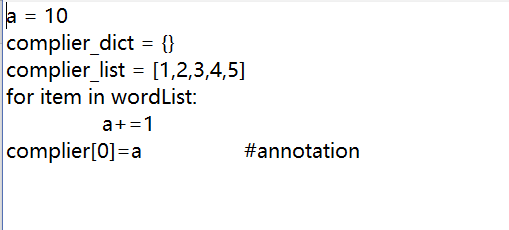 a = 10
complier_dict = {}
complier_list = [1,2,3,4,5]
for item in wordList:
a+=1
complier[0]=a #annotation